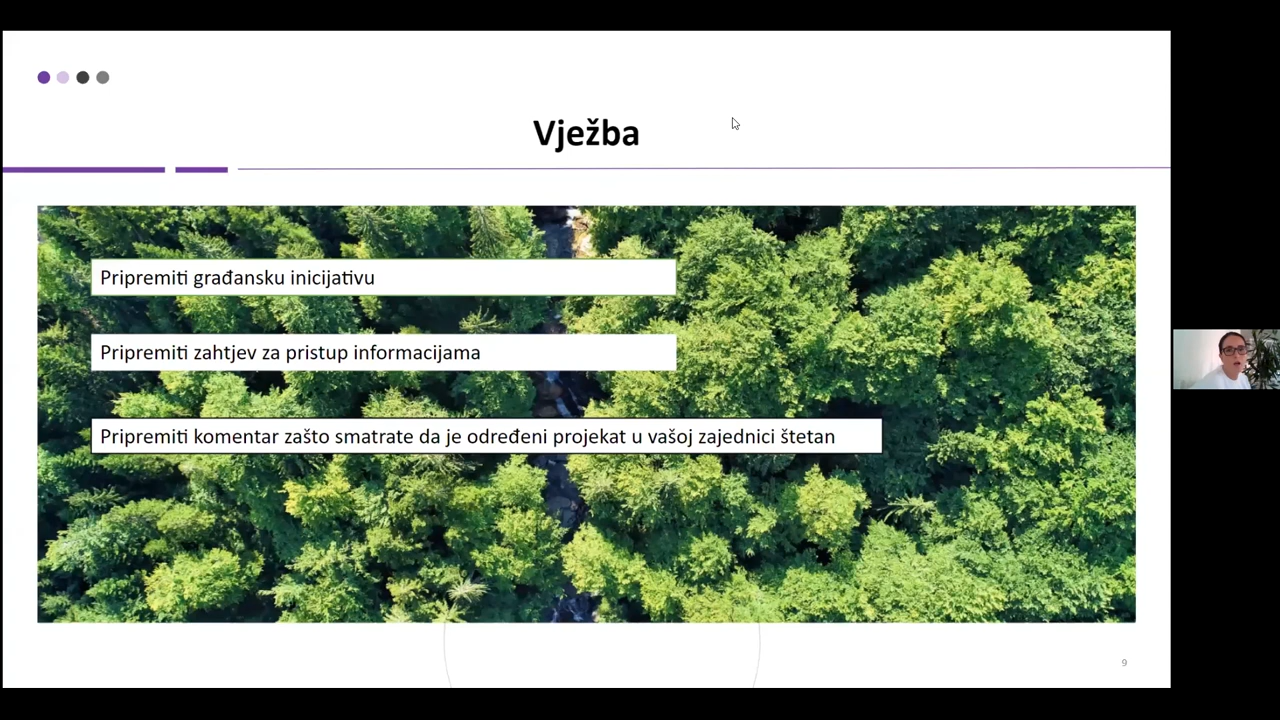 Vježba
Pripremiti građansku inicijativu
Pripremiti zahtjev za pristup informacijama
Pripremiti komentar zašto smatrate da je određeni projekat u vašoj zajednici štetan
9